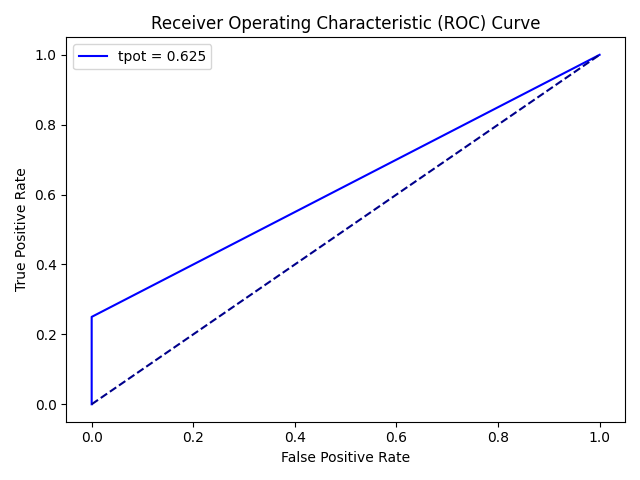 Receiver Operating Characteristic (ROC) Curve
tpot = 0.625
True Positive Rate
1.0
0.8
0.6
0.4
0.2
0.0
0.0 0.2 0.4 0.6 0.8 1.0
False Positive Rate